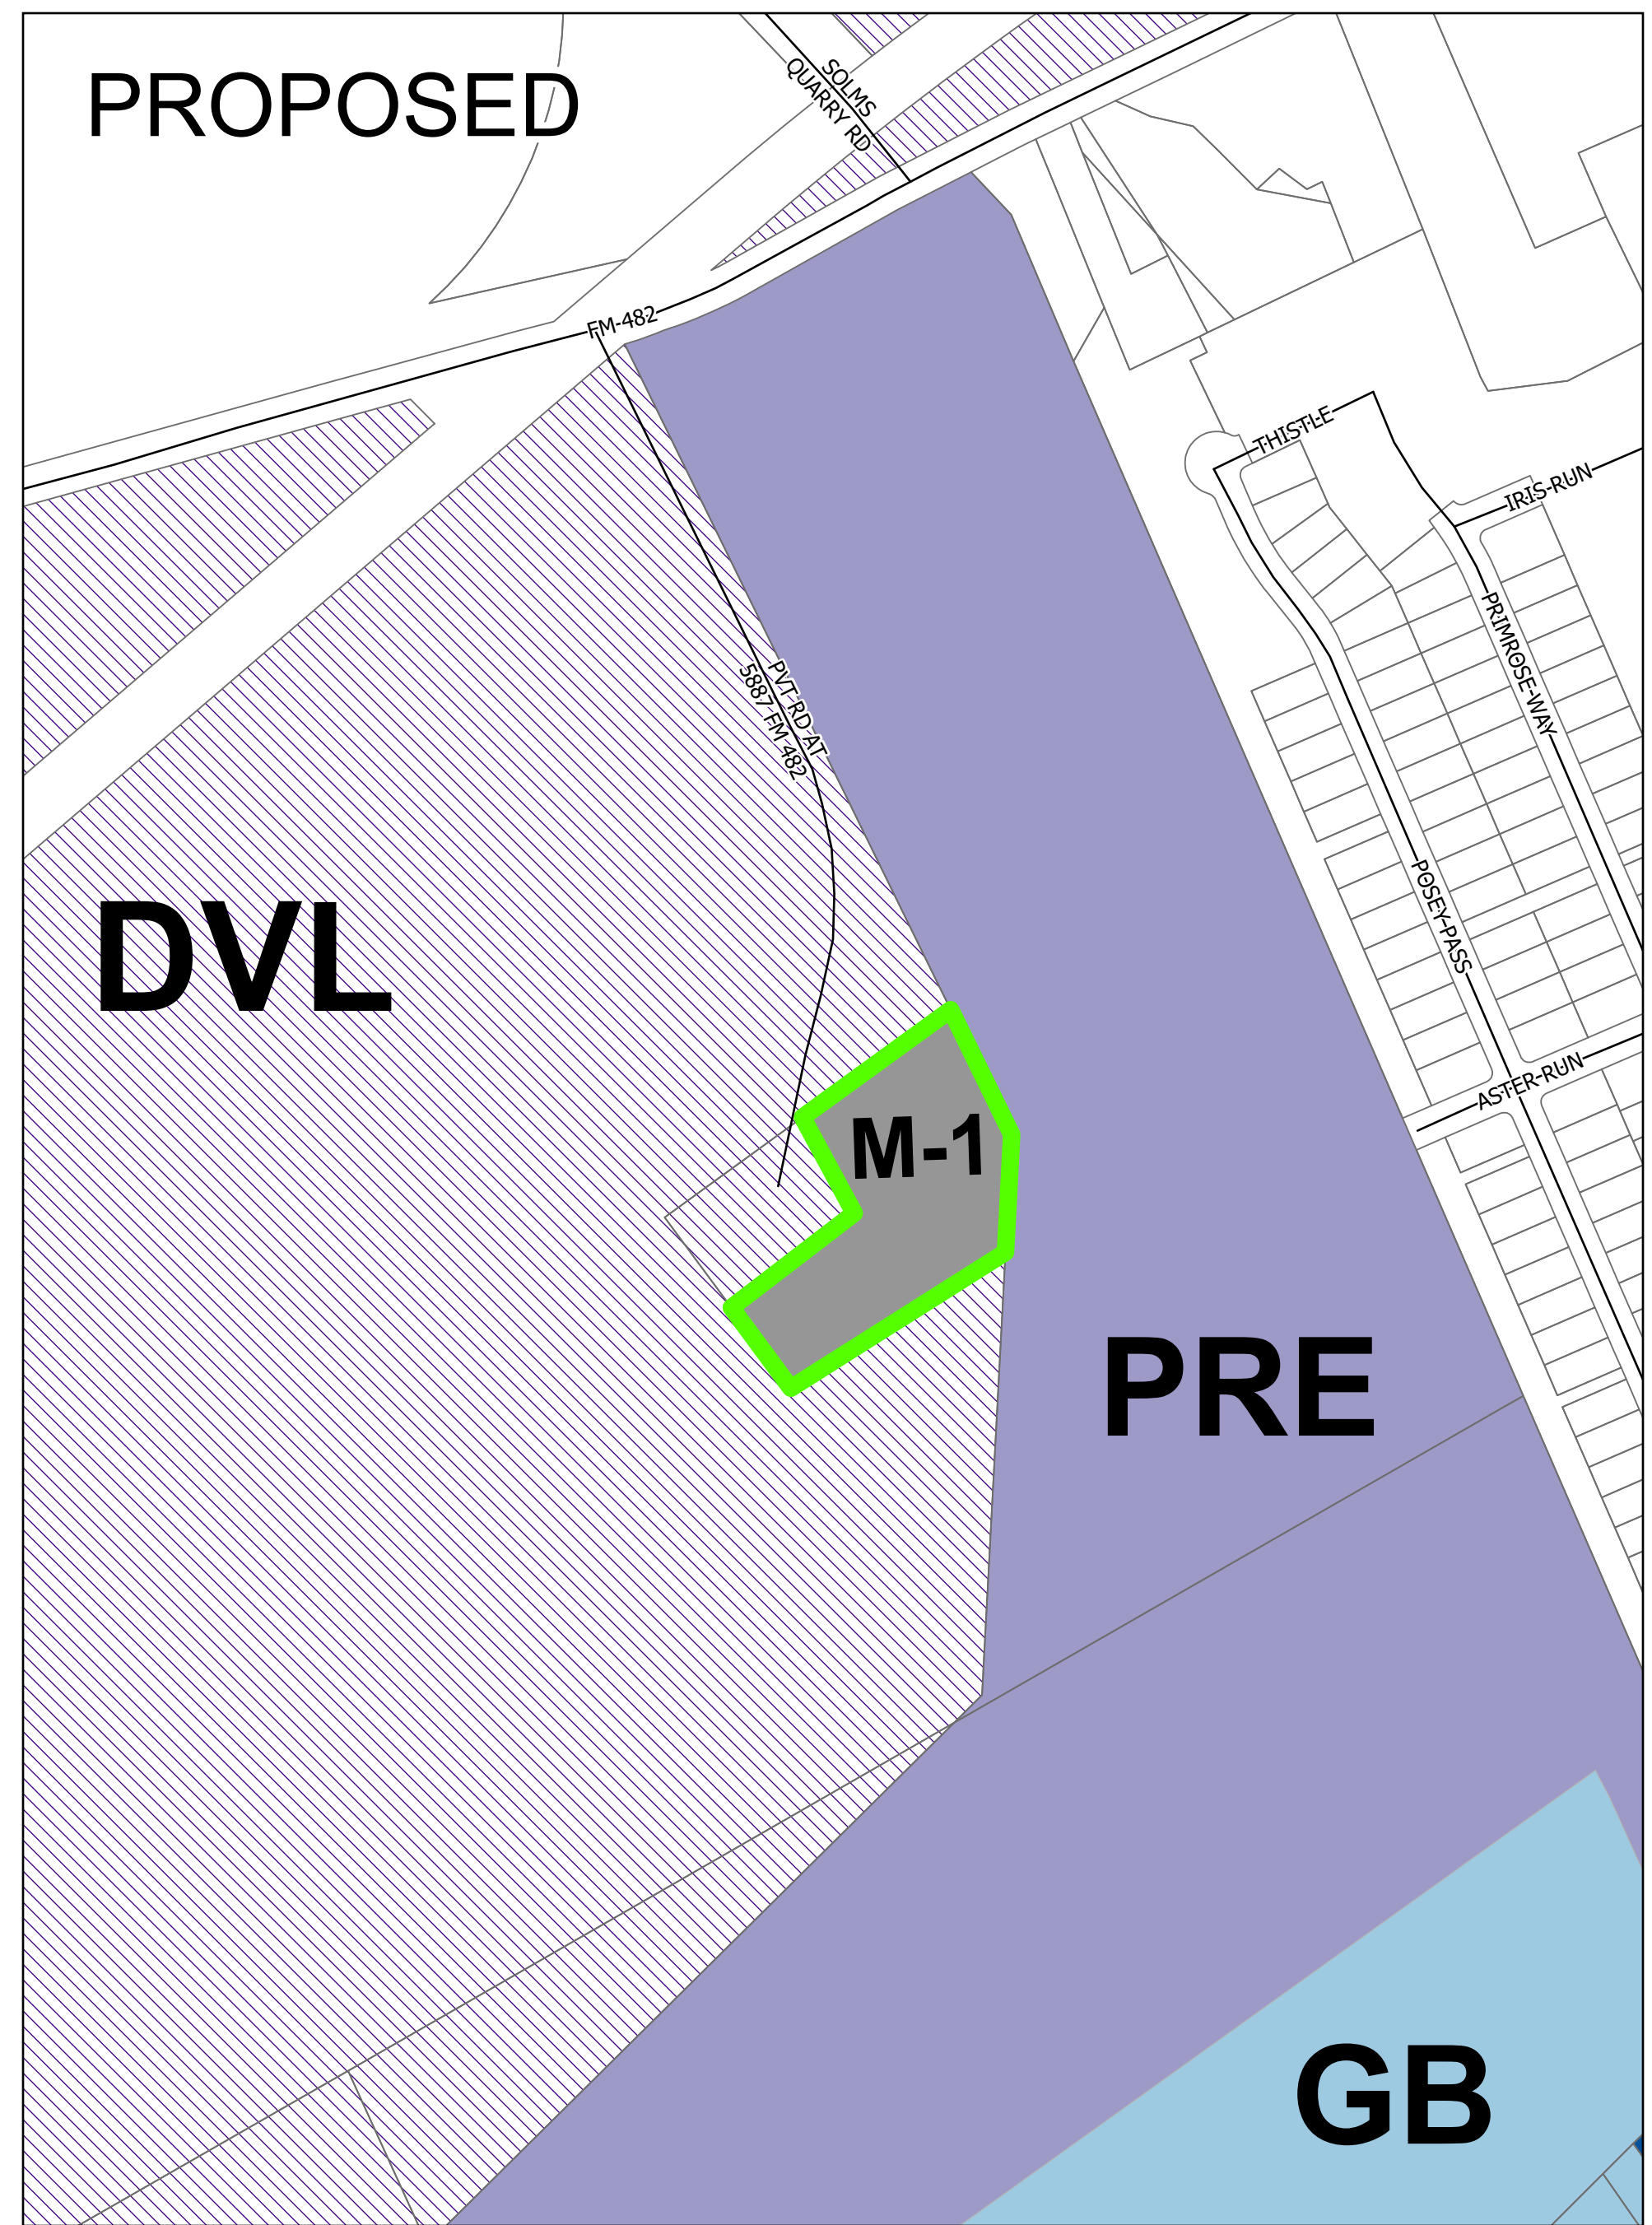 PROPOSED
SOLMS
QUARRY RD
FM-482
THISTLE
IRIS-RUN
PRIMROSE-WAY
PVT-RD AT
5887-FM 482
POSEY-PASS
DVL
ASTER-RUN
M-1
PRE
GB